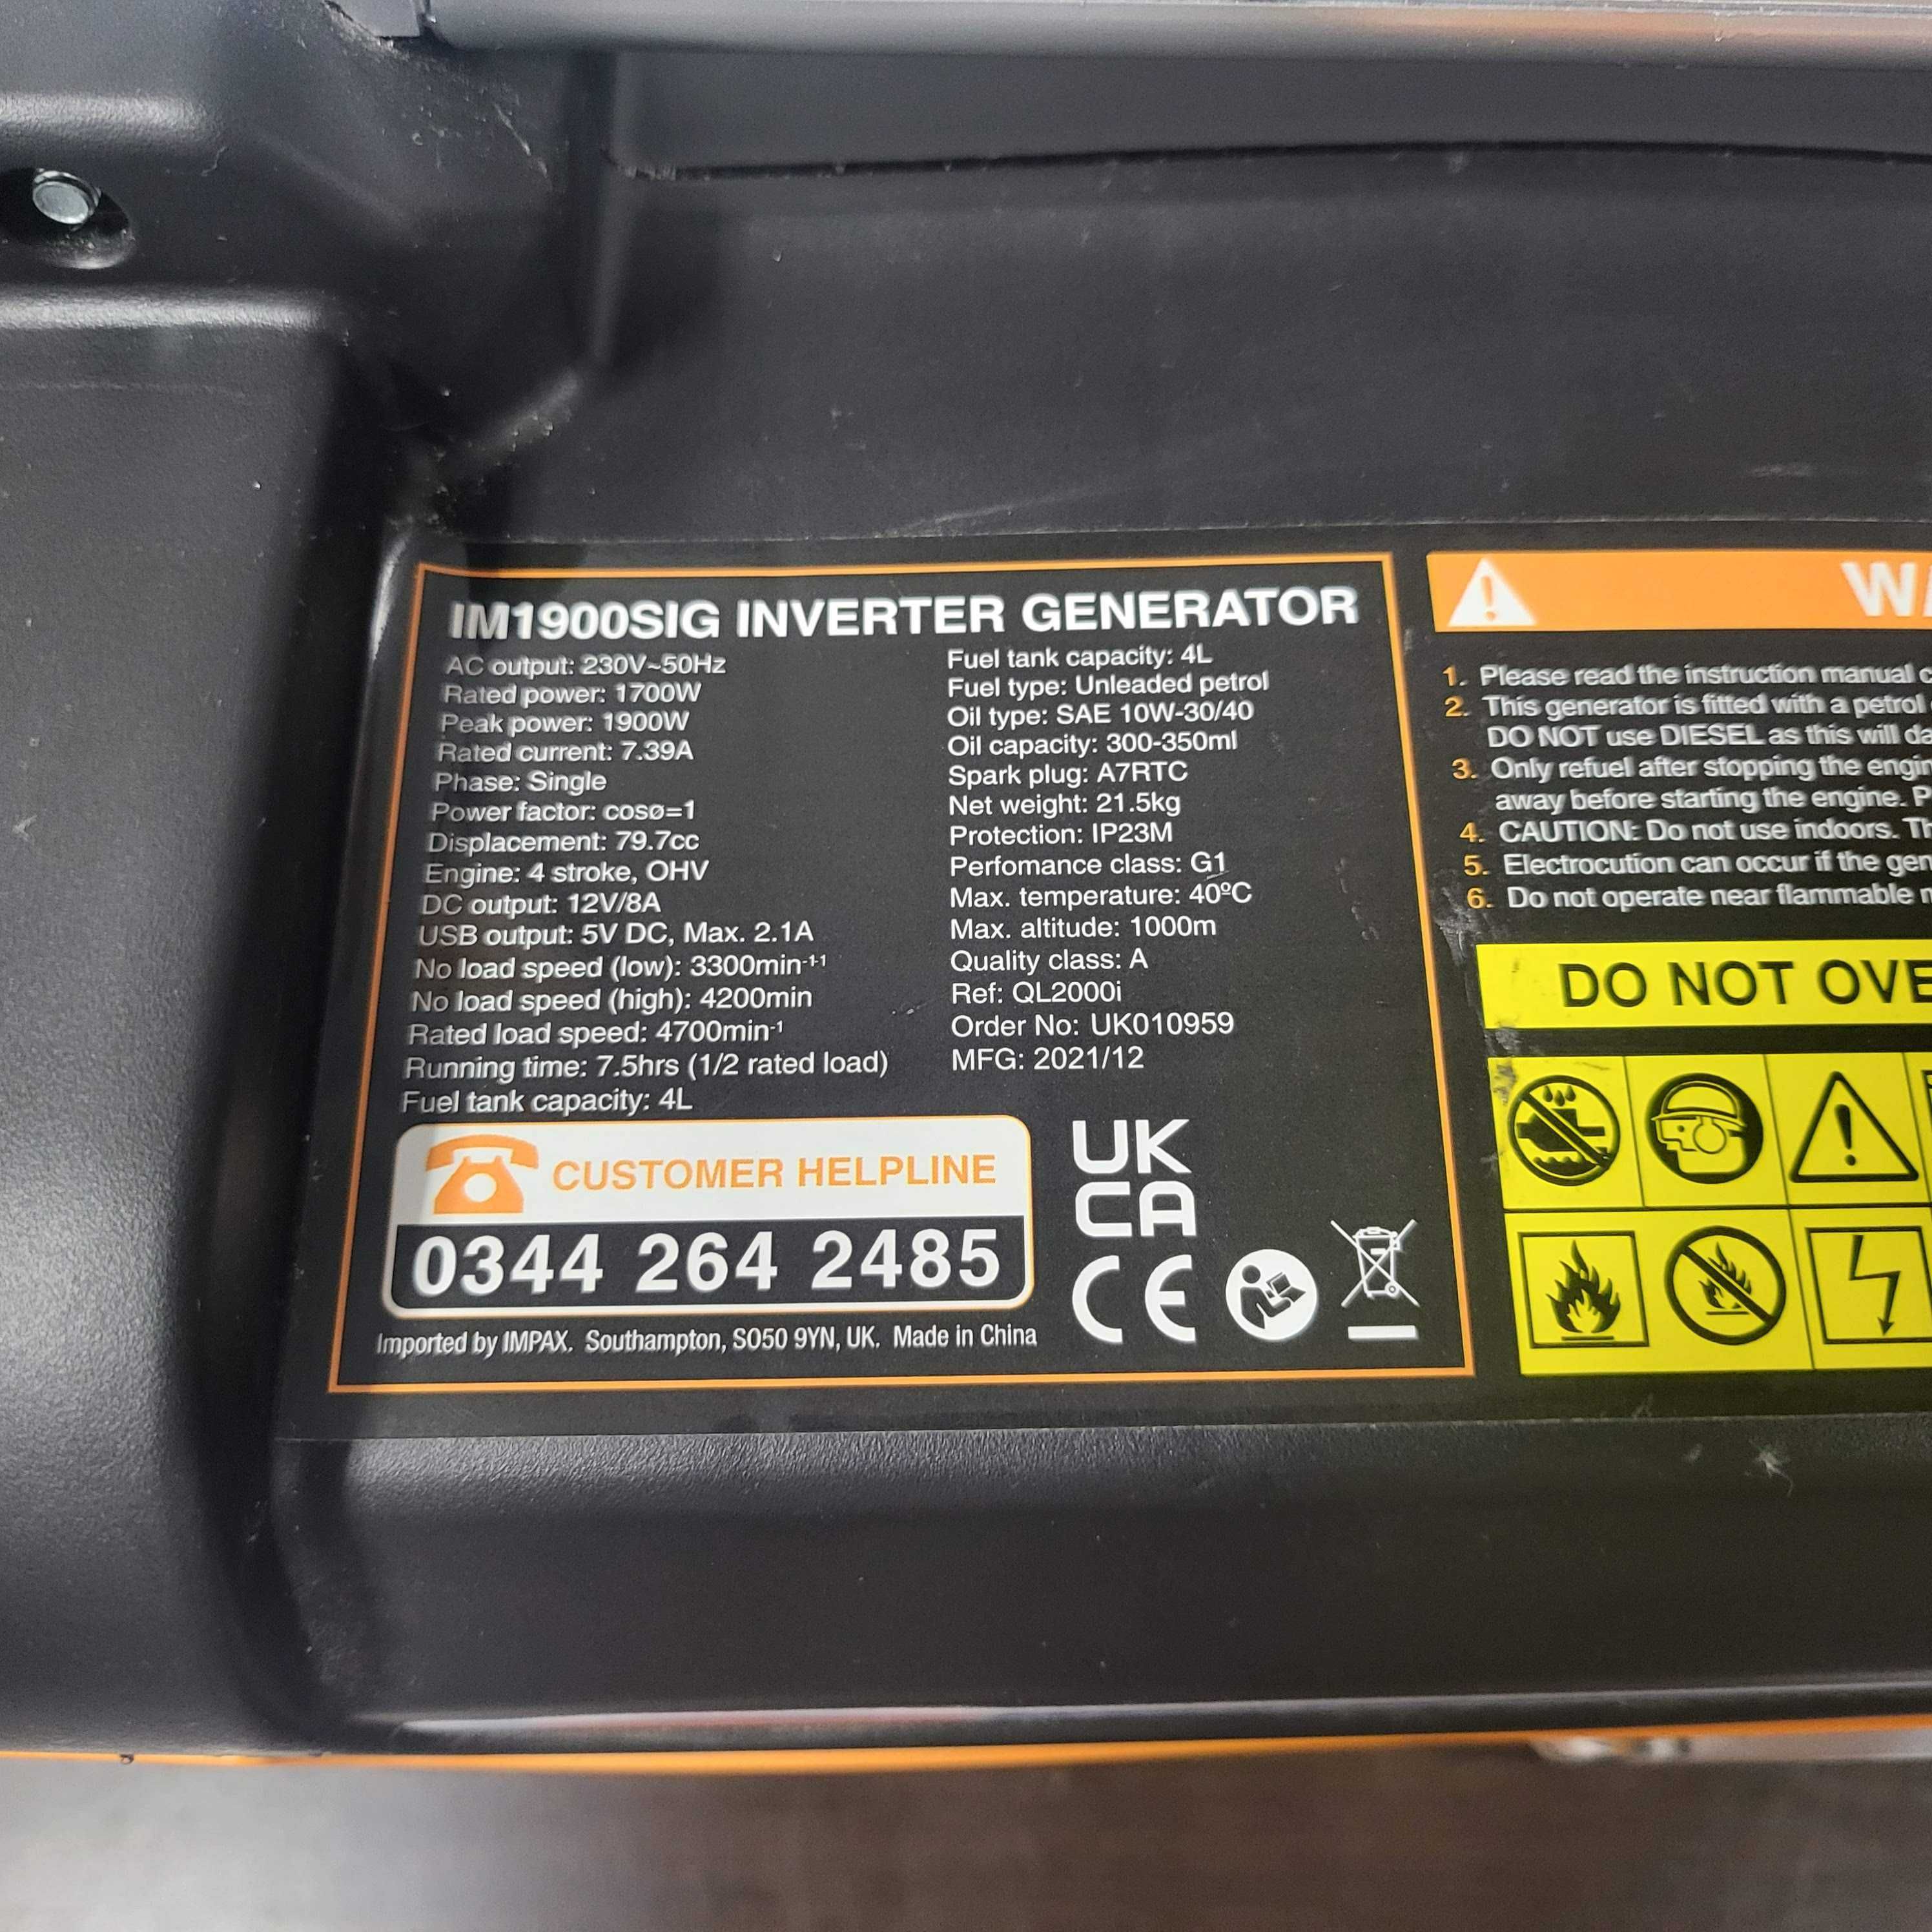 IM1900SIG INVERTER GENERATOR
AC output: 230V~50Hz
Rated power: 1700W
Peak power: 1900W
Rated current: 7.39A
Phase: Single
Power factor: cosø=1
Displacement: 79.7cc
Engine: 4 stroke, OHV
DC output: 12V/8A
USB output: 5V DC, Max. 2.1A
No load speed (low): 3300min⁻¹⁻¹
No load speed (high): 4200min
Rated load speed: 4700min⁻¹
Running time: 7.5hrs (1/2 rated load)
Fuel tank capacity: 4L
Fuel tank capacity: 4L
Fuel type: Unleaded petrol
Oil type: SAE 10W-30/40
Oil capacity: 300-350ml
Spark plug: A7RTC
Net weight: 21.5kg
Protection: IP23M
Perfomance class: G1
Max. temperature: 40ºC
Max. altitude: 1000m
Quality class: A
Ref: QL2000i
Order No: UK010959
MFG: 2021/12
CUSTOMER HELPLINE
0344 264 2485
Imported by IMPAX. Southampton, SO50 9YN, UK. Made in China
UK
CA
CE
1. Please read the instruction manual
2. This generator is fitted with a petrol
DO NOT use DIESEL as this will
3. Only refuel after stopping the
away before starting the engine.
4. CAUTION: Do not use indoors.
5. Electrocution can occur if the
6. Do not operate near flammable
DO NOT